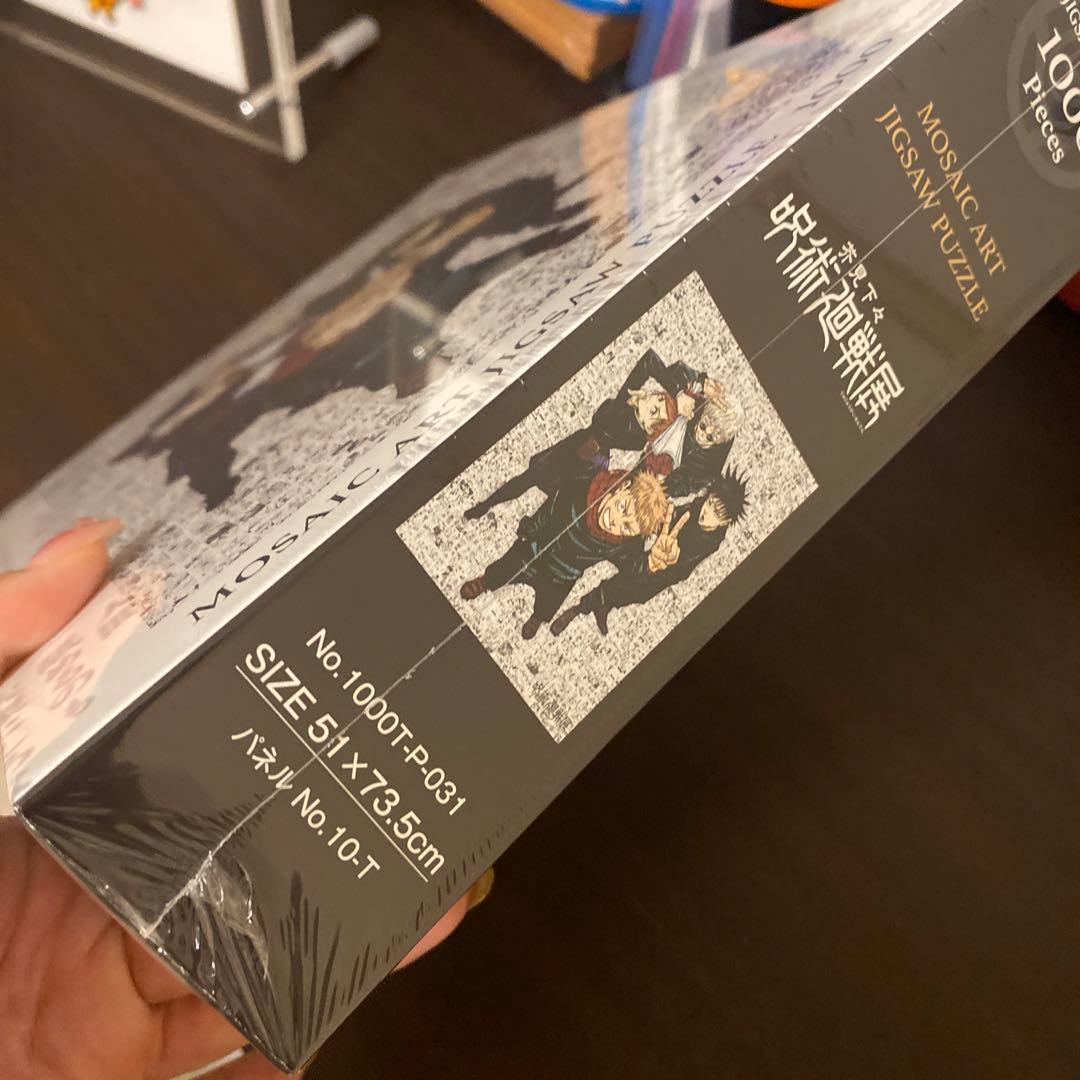 1000
Pieces
MOSAIC ART
JIGSAW PUZZLE
芥見下々
呪術廻戦展
No.1000T-P-031
SIZE 51×73.5cm
パネル No.10-T
MOSAIC ART JIGSAW